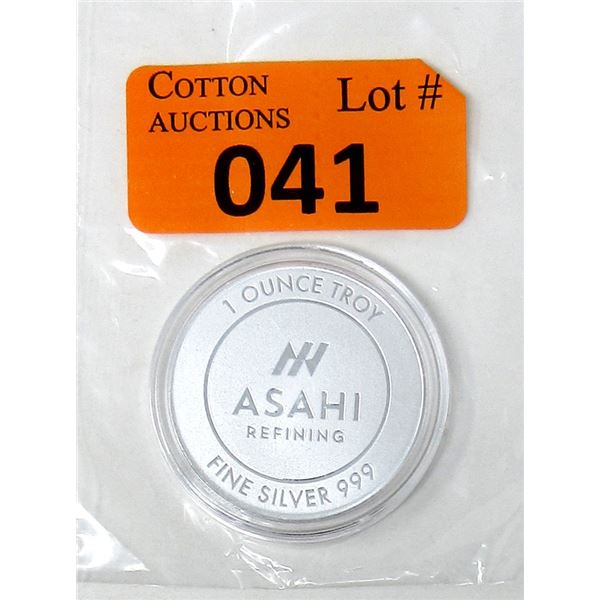 COTTON
AUCTIONS
Lot #
041
1 OUNCE TROY
ASAHI
REFINING
FINE SILVER 999